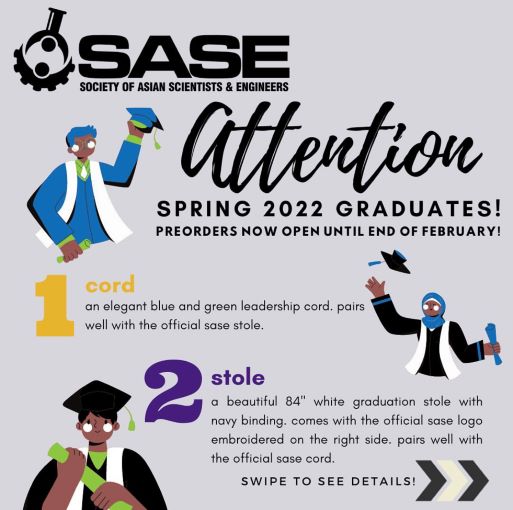 SASE
SOCIETY OF ASIAN SCIENTISTS & ENGINEERS
Attention
SPRING 2022 GRADUATES!
PREORDERS NOW OPEN UNTIL END OF FEBRUARY!
1 cord
an elegant blue and green leadership cord. pairs
well with the official sase stole.
2 stole
a beautiful 84" white graduation stole with
navy binding. comes with the official sase logo
embroidered on the right side. pairs well with
the official sase cord.
SWIPE TO SEE DETAILS!